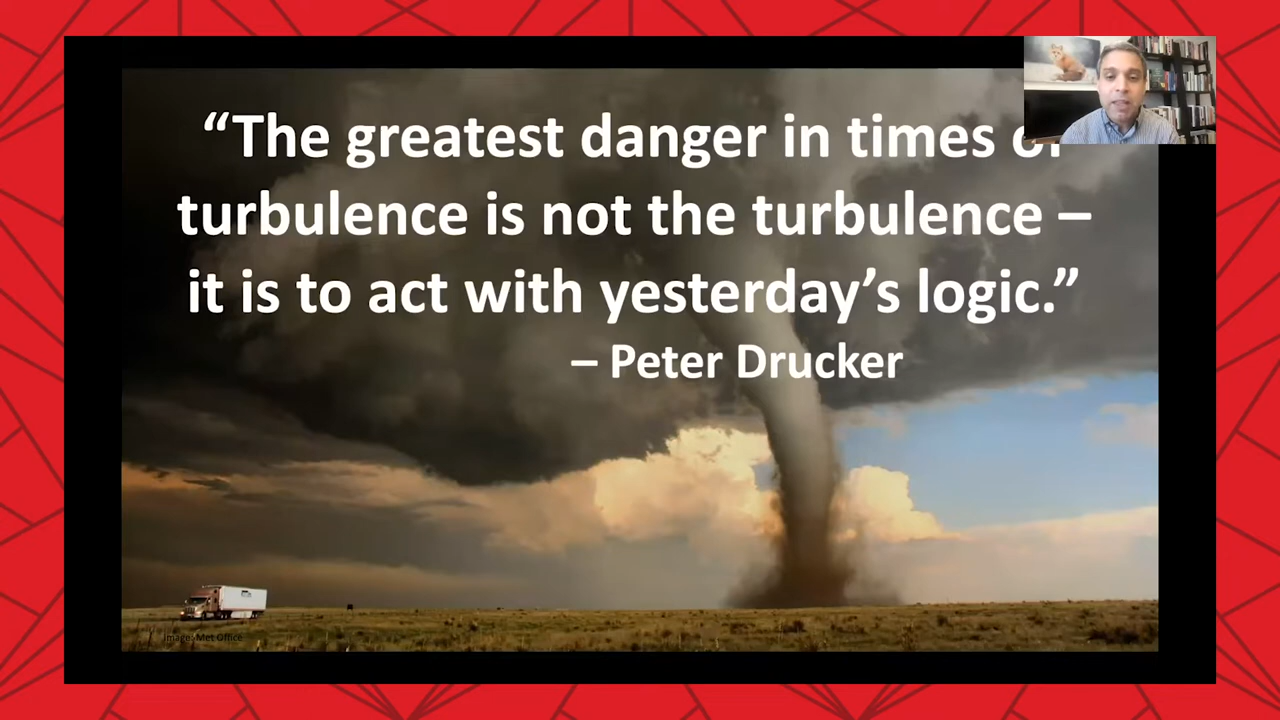 “The greatest danger in times of
turbulence is not the turbulence –
it is to act with yesterday’s logic.”
– Peter Drucker
Image: Met Office